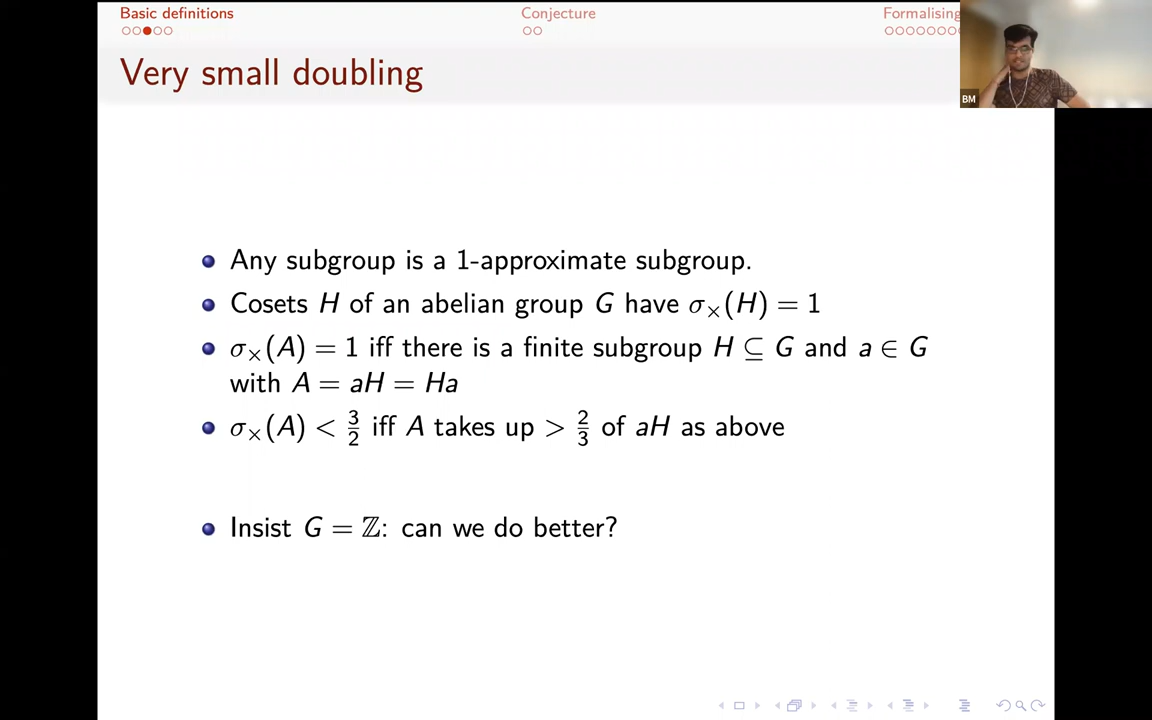 Basic definitions
Conjecture
Formalising
Very small doubling
BM
Any subgroup is a 1-approximate subgroup.
Cosets H of an abelian group G have σ×(H) = 1
σ×(A) = 1 iff there is a finite subgroup H ⊆ G and a ∈ G
with A = aH = Ha
σ×(A) < 3/2 iff A takes up > 2/3 of aH as above
Insist G = ℤ: can we do better?